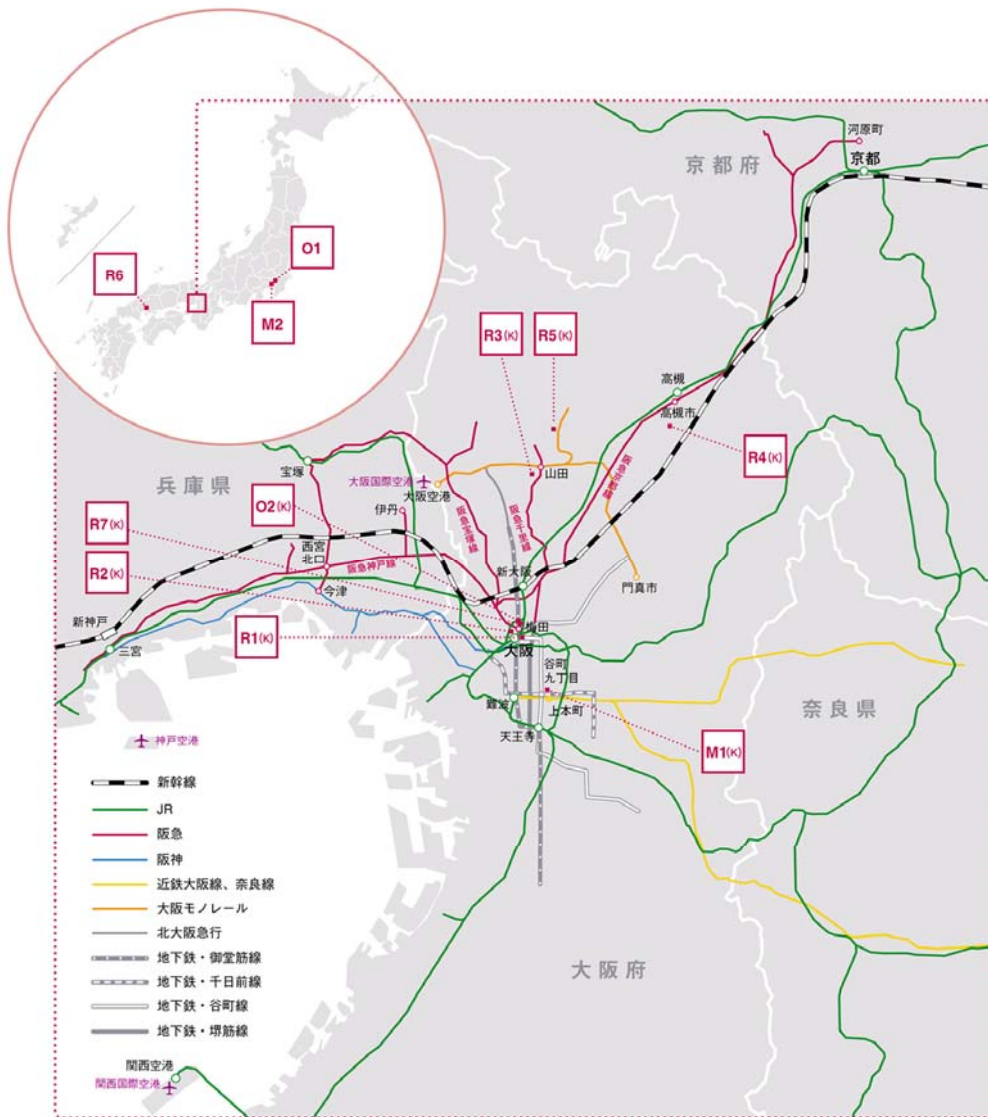 河原町
京都府
京都
O1
R6
M2
R3(K)
R5(K)
高槻
高槻市
R4(K)
宝塚
大阪国際空港
大阪空港
山田
阪急京都線
兵庫県
O2(K)
伊丹
阪急宝塚線
阪急千里線
R7(K)
西宮
北口
阪急神戸線
新大阪
門真市
R2(K)
今津
新神戸
梅田
R1(K)
三宮
大阪
谷町
九丁目
難波
上本町
奈良県
天王寺
神戸空港
M1(K)
新幹線
JR
阪急
阪神
近鉄大阪線、奈良線
大阪モノレール
北大阪急行
地下鉄・御堂筋線
大阪府
地下鉄・千日前線
地下鉄・谷町線
地下鉄・堺筋線
関西空港
関西国際空港